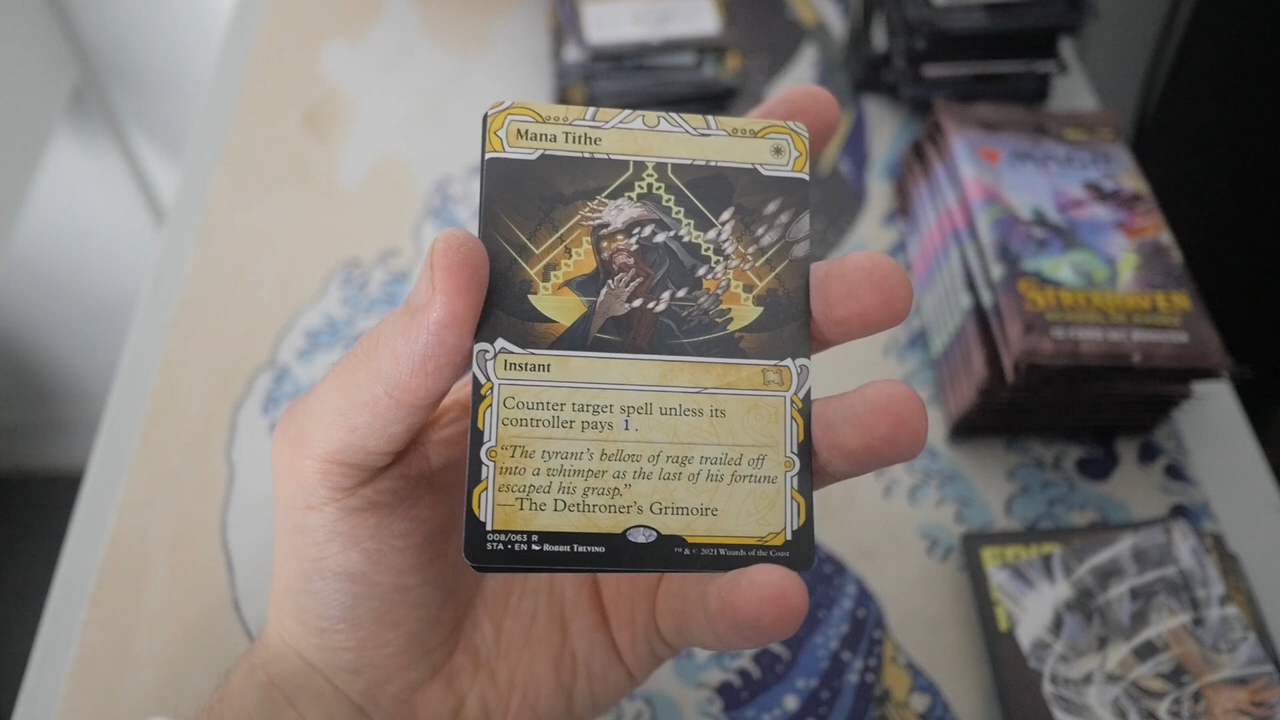 Mana Tithe
Instant
Counter target spell unless its
controller pays 1.
“The tyrant’s bellow of rage trailed off
into a whimper as the last of his fortune
escaped his grasp.”
—The Dethroner’s Grimoire
008/063 R
STA • EN ROBBIE TREVINO
™ & © 2021 Wizards of the Coast
STRIXHAVEN